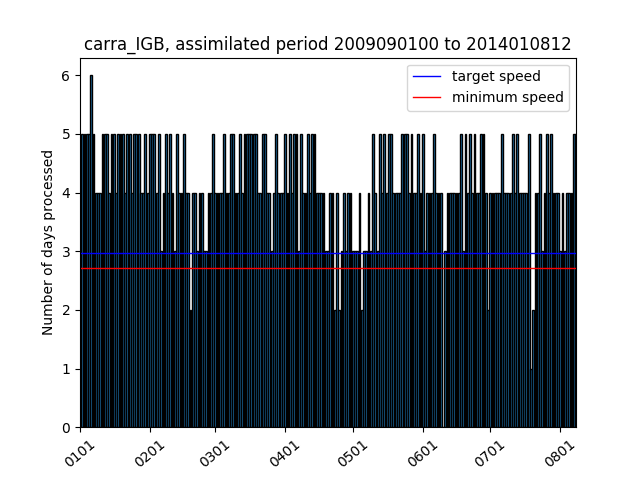 carra_IGB, assimilated period 2009090100 to 2014010812
target speed
minimum speed
Number of days processed
6
5
4
3
2
1
0
0101 0201 0301 0401 0501 0601 0701 0801